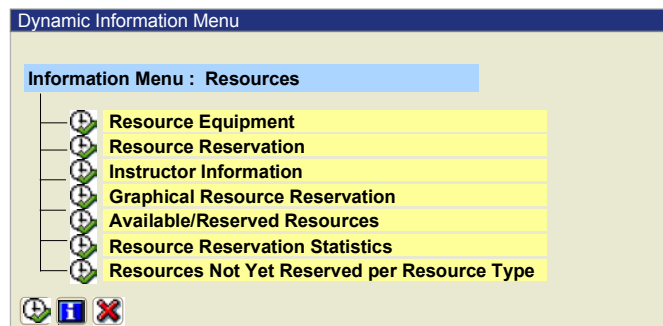 Dynamic Information Menu
Information Menu : Resources
Resource Equipment
Resource Reservation
Instructor Information
Graphical Resource Reservation
Available/Reserved Resources
Resource Reservation Statistics
Resources Not Yet Reserved per Resource Type